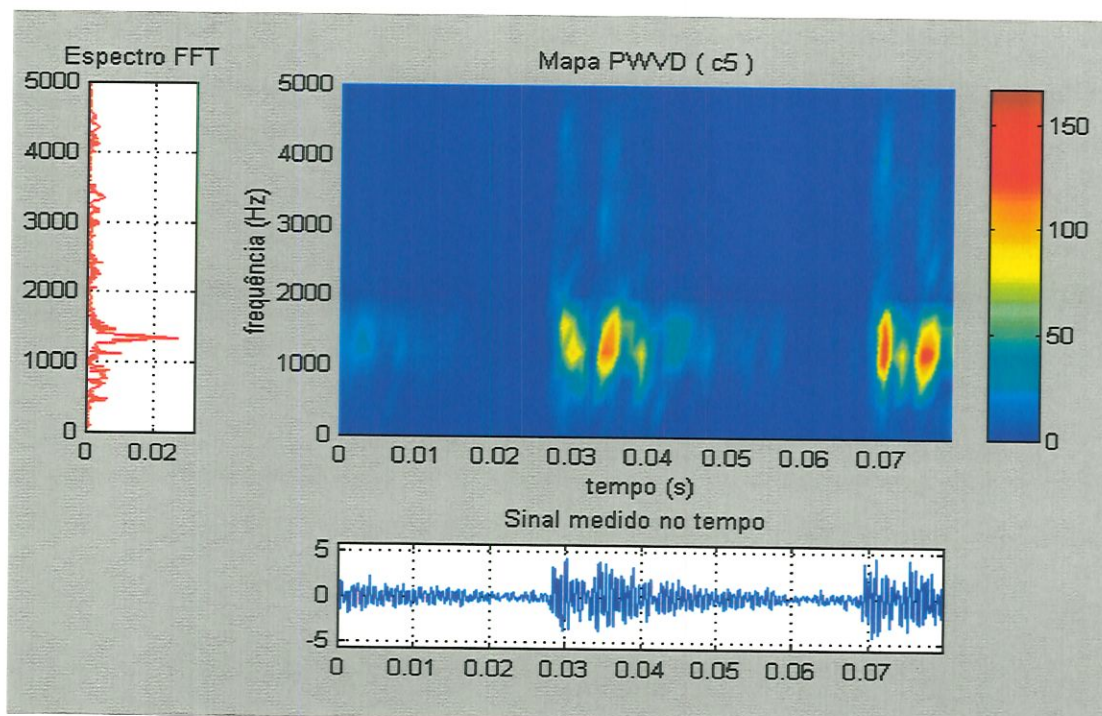 Espectro FFT
5000
4000
3000
2000
1000
0
0 0.02
Mapa PWVD ( c5 )
frequência (Hz)
5000
4000
3000
2000
1000
0
0 0.01 0.02 0.03 0.04 0.05 0.06 0.07
tempo (s)
150
100
50
0
Sinal medido no tempo
5
0
-5
0 0.01 0.02 0.03 0.04 0.05 0.06 0.07